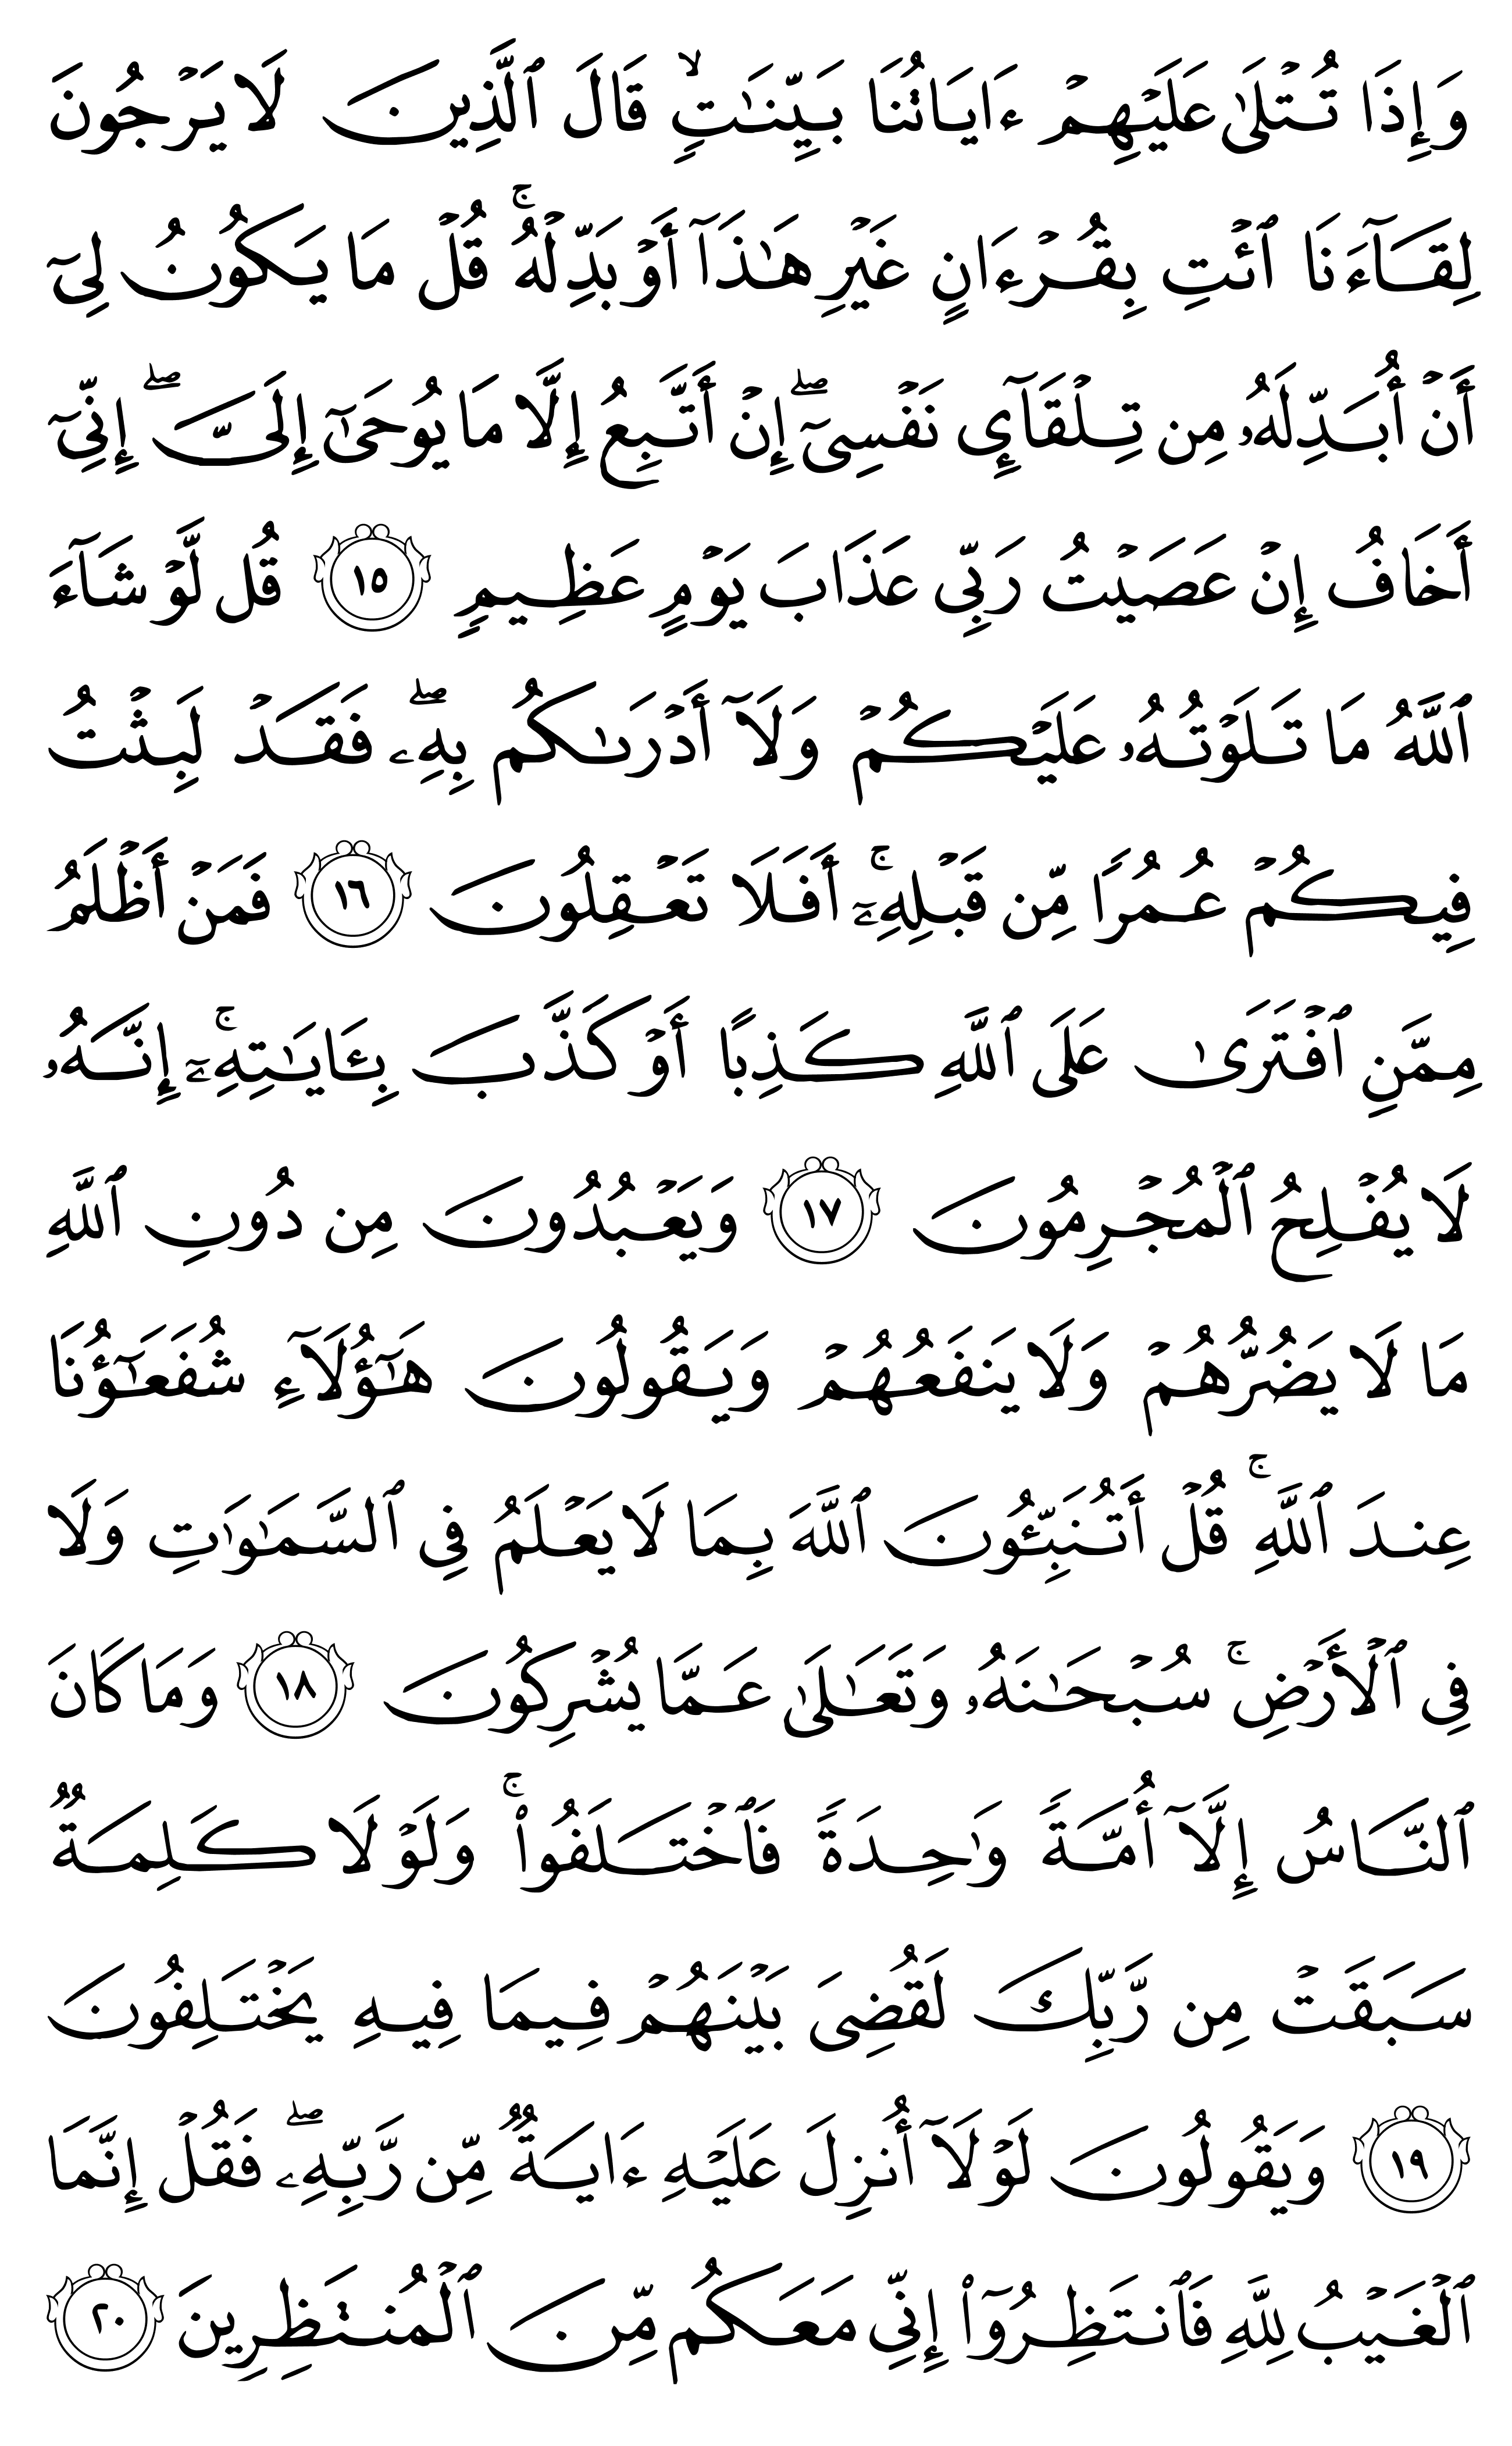 وَإِذَا تُتۡلَىٰ عَلَيۡهِمۡ ءَايَاتُنَا بَيِّنَٰتٖ قَالَ ٱلَّذِينَ لَا يَرۡجُونَ
لِقَآءَنَا ٱئۡتِ بِقُرۡءَانٍ غَيۡرِ هَٰذَآ أَوۡ بَدِّلۡهُۚ قُلۡ مَا يَكُونُ لِيٓ
أَنۡ أُبَدِّلَهُۥ مِن تِلۡقَآيِٕ نَفۡسِيٓۖ إِنۡ أَتَّبِعُ إِلَّا مَا يُوحَىٰٓ إِلَيَّۖ إِنِّيٓ
أَخَافُ إِنۡ عَصَيۡتُ رَبِّي عَذَابَ يَوۡمٍ عَظِيمٖ ١٥ قُل لَّوۡ شَآءَ
ٱللَّهُ مَا تَلَوۡتُهُۥ عَلَيۡكُمۡ وَلَآ أَدۡرَىٰكُم بِهِۦۖ فَقَدۡ لَبِثۡتُ
فِيكُمۡ عُمُرٗا مِّن قَبۡلِهِۦٓۚ أَفَلَا تَعۡقِلُونَ ١٦ فَمَنۡ أَظۡلَمُ
مِمَّنِ ٱفۡتَرَىٰ عَلَى ٱللَّهِ كَذِبًا أَوۡ كَذَّبَ بِـَٔايَٰتِهِۦٓۚ إِنَّهُۥ
لَا يُفۡلِحُ ٱلۡمُجۡرِمُونَ ١٧ وَيَعۡبُدُونَ مِن دُونِ ٱللَّهِ
مَا لَا يَضُرُّهُمۡ وَلَا يَنفَعُهُمۡ وَيَقُولُونَ هَٰٓؤُلَآءِ شُفَعَٰٓؤُنَا
عِندَ ٱللَّهِۚ قُلۡ أَتُنَبِّـُٔونَ ٱللَّهَ بِمَا لَا يَعۡلَمُ فِي ٱلسَّمَٰوَٰتِ وَلَا
فِي ٱلۡأَرۡضِۚ سُبۡحَٰنَهُۥ وَتَعَٰلَىٰ عَمَّا يُشۡرِكُونَ ١٨ وَمَا كَانَ
ٱلنَّاسُ إِلَّآ أُمَّةٗ وَٰحِدَةٗ فَٱخۡتَلَفُواْۚ وَلَوۡلَا كَلِمَةٞ
سَبَقَتۡ مِن رَّبِّكَ لَقُضِيَ بَيۡنَهُمۡ فِيمَا فِيهِ يَخۡتَلِفُونَ
١٩ وَيَقُولُونَ لَوۡلَآ أُنزِلَ عَلَيۡهِ ءَايَةٞ مِّن رَّبِّهِۦۖ فَقُلۡ إِنَّمَا
ٱلۡغَيۡبُ لِلَّهِ فَٱنتَظِرُوٓاْ إِنِّي مَعَكُم مِّنَ ٱلۡمُنتَظِرِينَ ٢٠